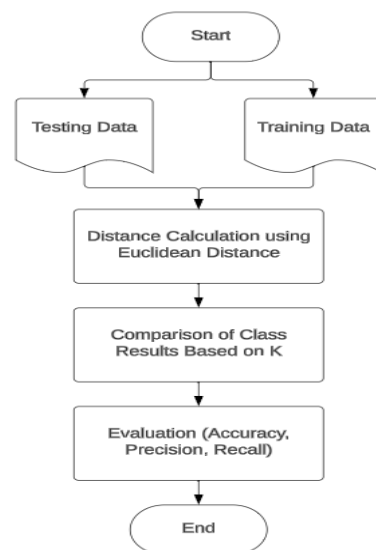 Start
Testing Data
Training Data
Distance Calculation using
Euclidean Distance
Comparison of Class
Results Based on K
Evaluation (Accuracy,
Precision, Recall)
End